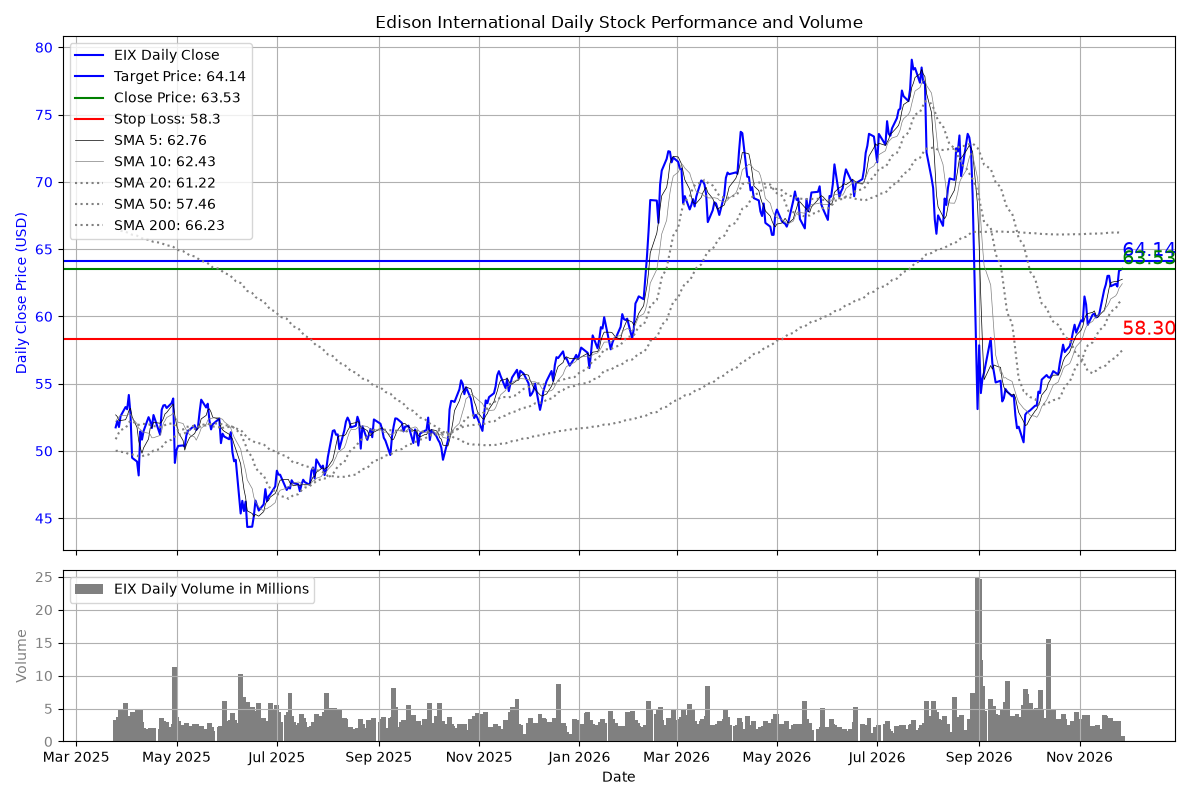 Edison International Daily Stock Performance and Volume
80
75
70
65
60
55
50
45
Daily Close Price (USD)
EIX Daily Close
Target Price: 64.14
Close Price: 63.53
Stop Loss: 58.3
SMA 5: 62.76
SMA 10: 62.43
SMA 20: 61.22
SMA 50: 57.46
SMA 200: 66.23
64.14
63.53
58.30
25
20
15
10
5
0
Volume
EIX Daily Volume in Millions
Mar 2025 May 2025 Jul 2025 Sep 2025 Nov 2025 Jan 2026 Mar 2026 May 2026 Jul 2026 Sep 2026 Nov 2026
Date